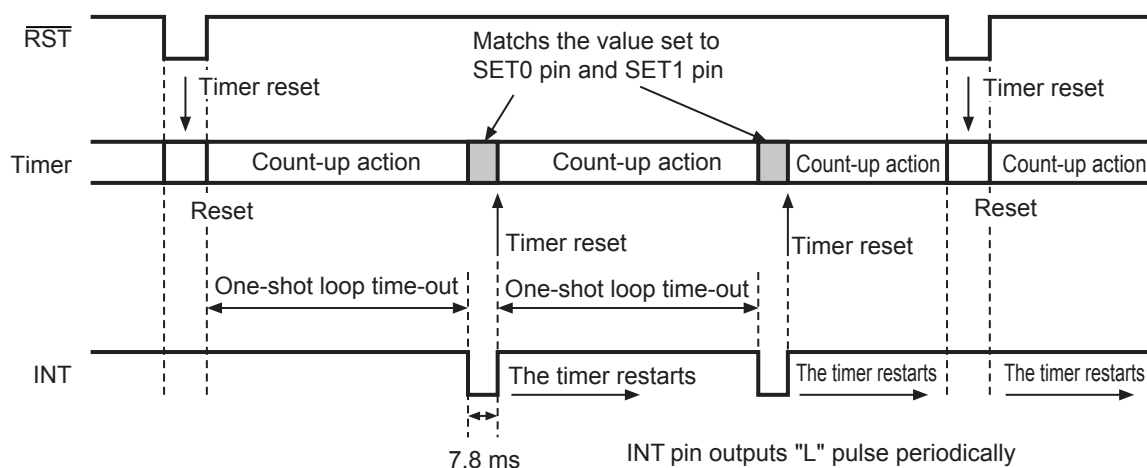 RST
Matchs the value set to
SET0 pin and SET1 pin
Timer reset
Timer reset
Timer
Count-up action
Count-up action
Count-up action
Count-up action
Reset
Reset
Timer reset
Timer reset
One-shot loop time-out
One-shot loop time-out
INT
The timer restarts
The timer restarts
The timer restarts
7.8 ms
INT pin outputs "L" pulse periodically